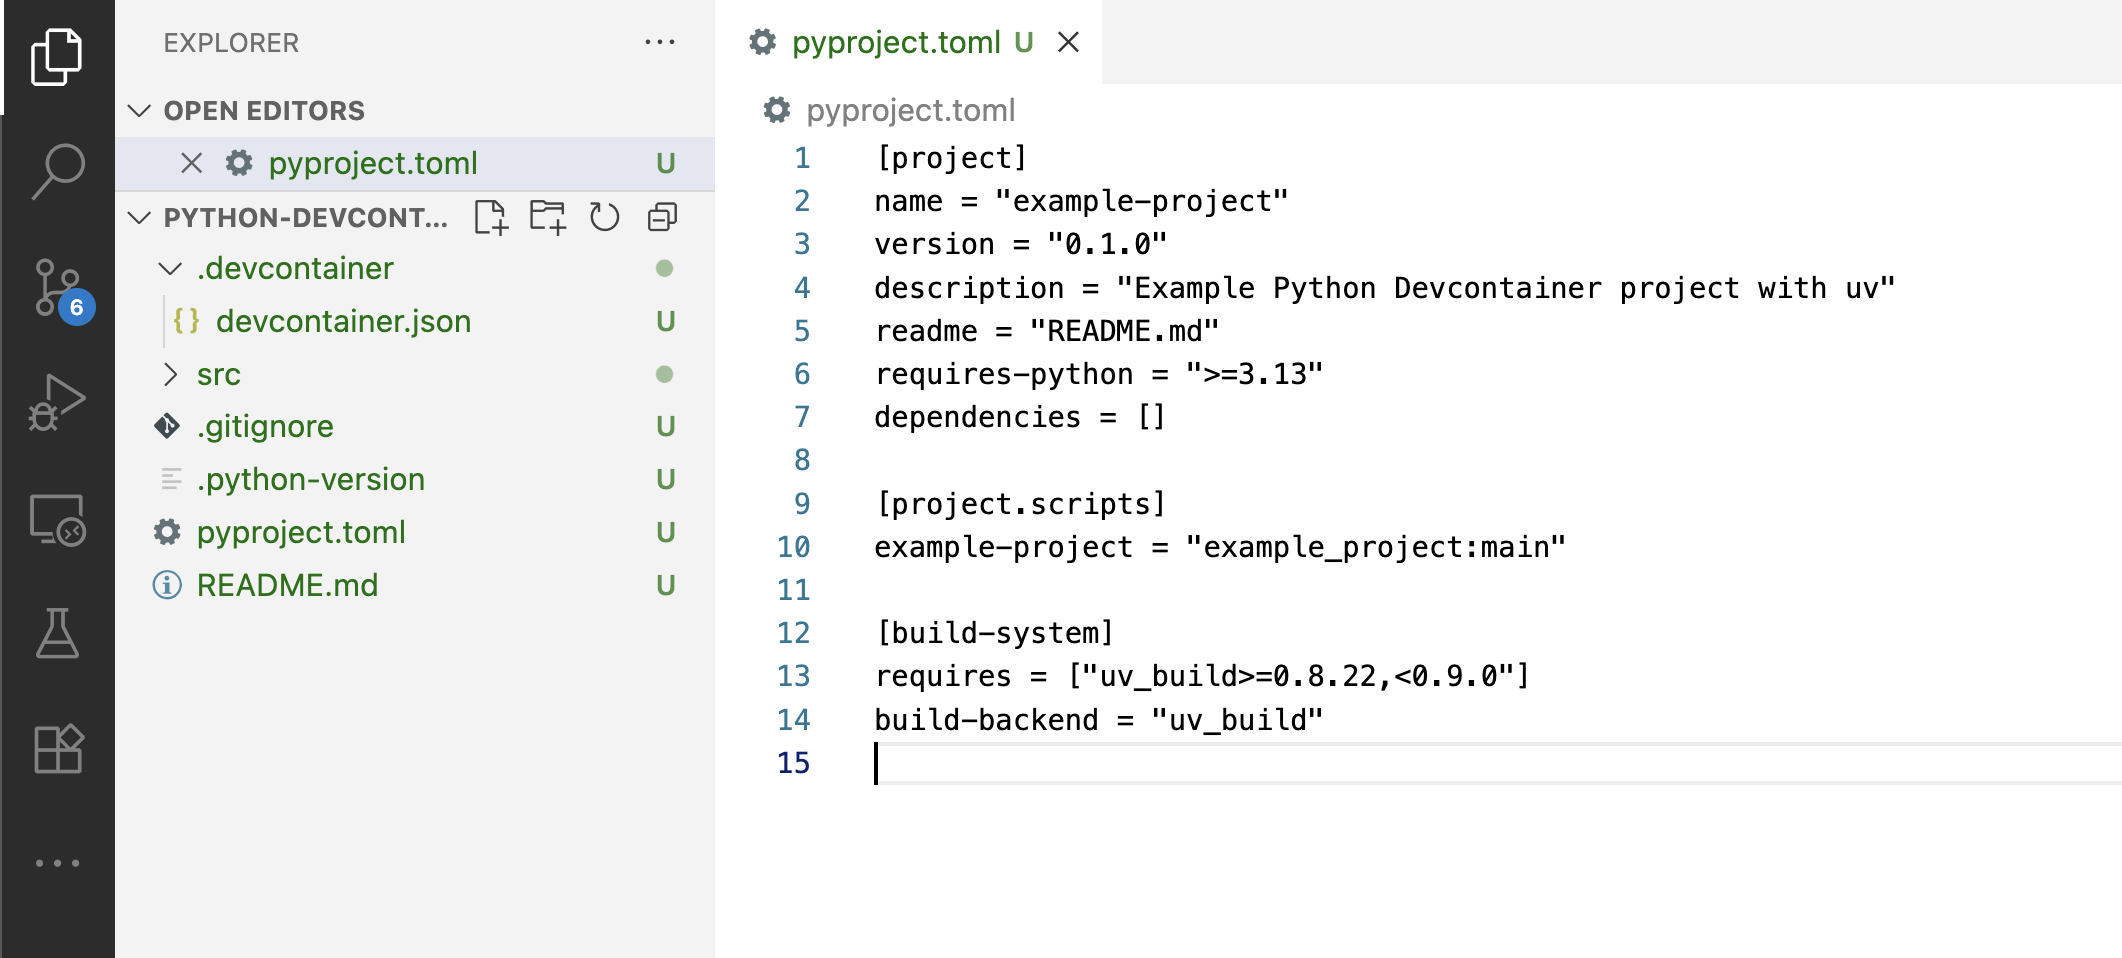 EXPLORER
OPEN EDITORS
pyproject.toml U
PYTHON-DEVCONT...
.devcontainer
{} devcontainer.json U
src
.gitignore U
.python-version U
pyproject.toml U
README.md U
6
pyproject.toml U
pyproject.toml
1 [project]
2 name = "example-project"
3 version = "0.1.0"
4 description = "Example Python Devcontainer project with uv"
5 readme = "README.md"
6 requires-python = ">=3.13"
7 dependencies = []
8
9 [project.scripts]
10 example-project = "example_project:main"
11
12 [build-system]
13 requires = ["uv_build>=0.8.22,<0.9.0"]
14 build-backend = "uv_build"
15